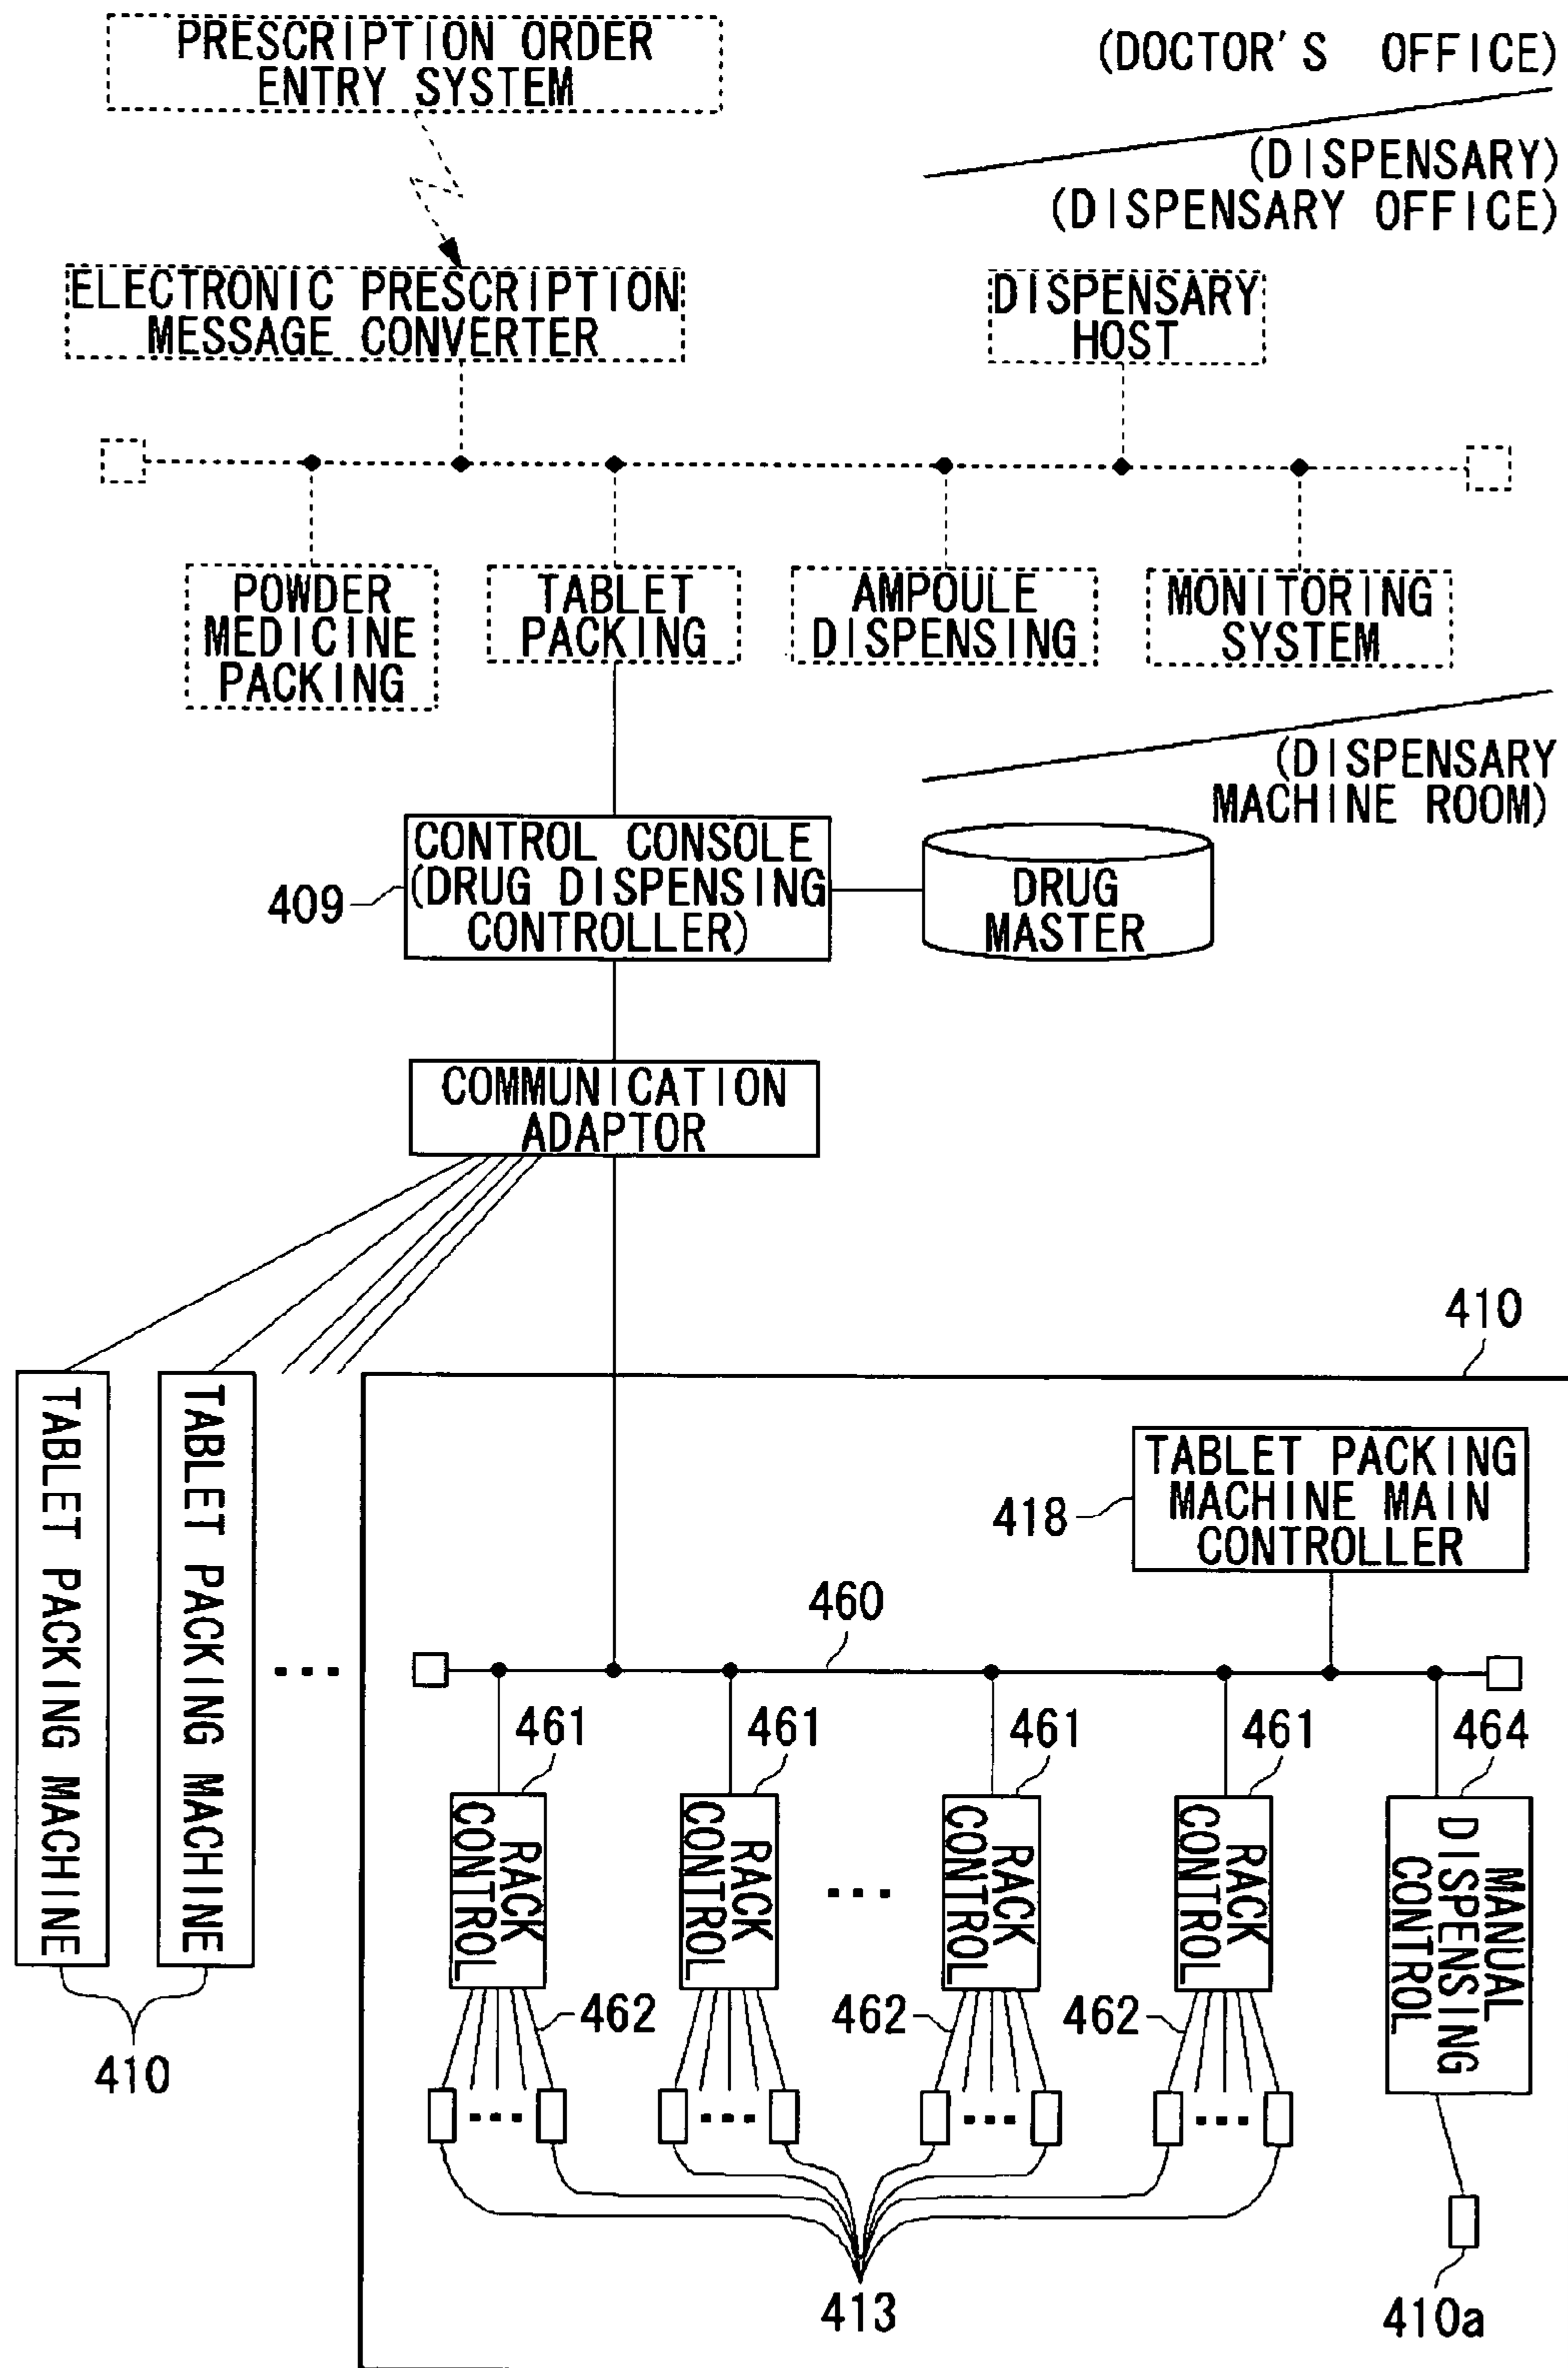 PRESCRIPTION ORDER
ENTRY SYSTEM
(DOCTOR'S OFFICE)
(DISPENSARY)
(DISPENSARY OFFICE)
ELECTRONIC PRESCRIPTION
MESSAGE CONVERTER
DISPENSARY
HOST
POWDER
MEDICINE
PACKING
TABLET
PACKING
AMPOULE
DISPENSING
MONITORING
SYSTEM
(DISPENSARY
MACHINE ROOM)
409
CONTROL CONSOLE
(DRUG DISPENSING
CONTROLLER)
DRUG
MASTER
COMMUNICATION
ADAPTOR
410
TABLET PACKING MACHINE
TABLET PACKING MACHINE
...
410
418
TABLET PACKING
MACHINE MAIN
CONTROLLER
460
461
461
461
461
464
RACK
CONTROL
RACK
CONTROL
...
RACK
CONTROL
RACK
CONTROL
MANUAL
DISPENSING
CONTROL
462
462
462
...
...
...
...
413
410a